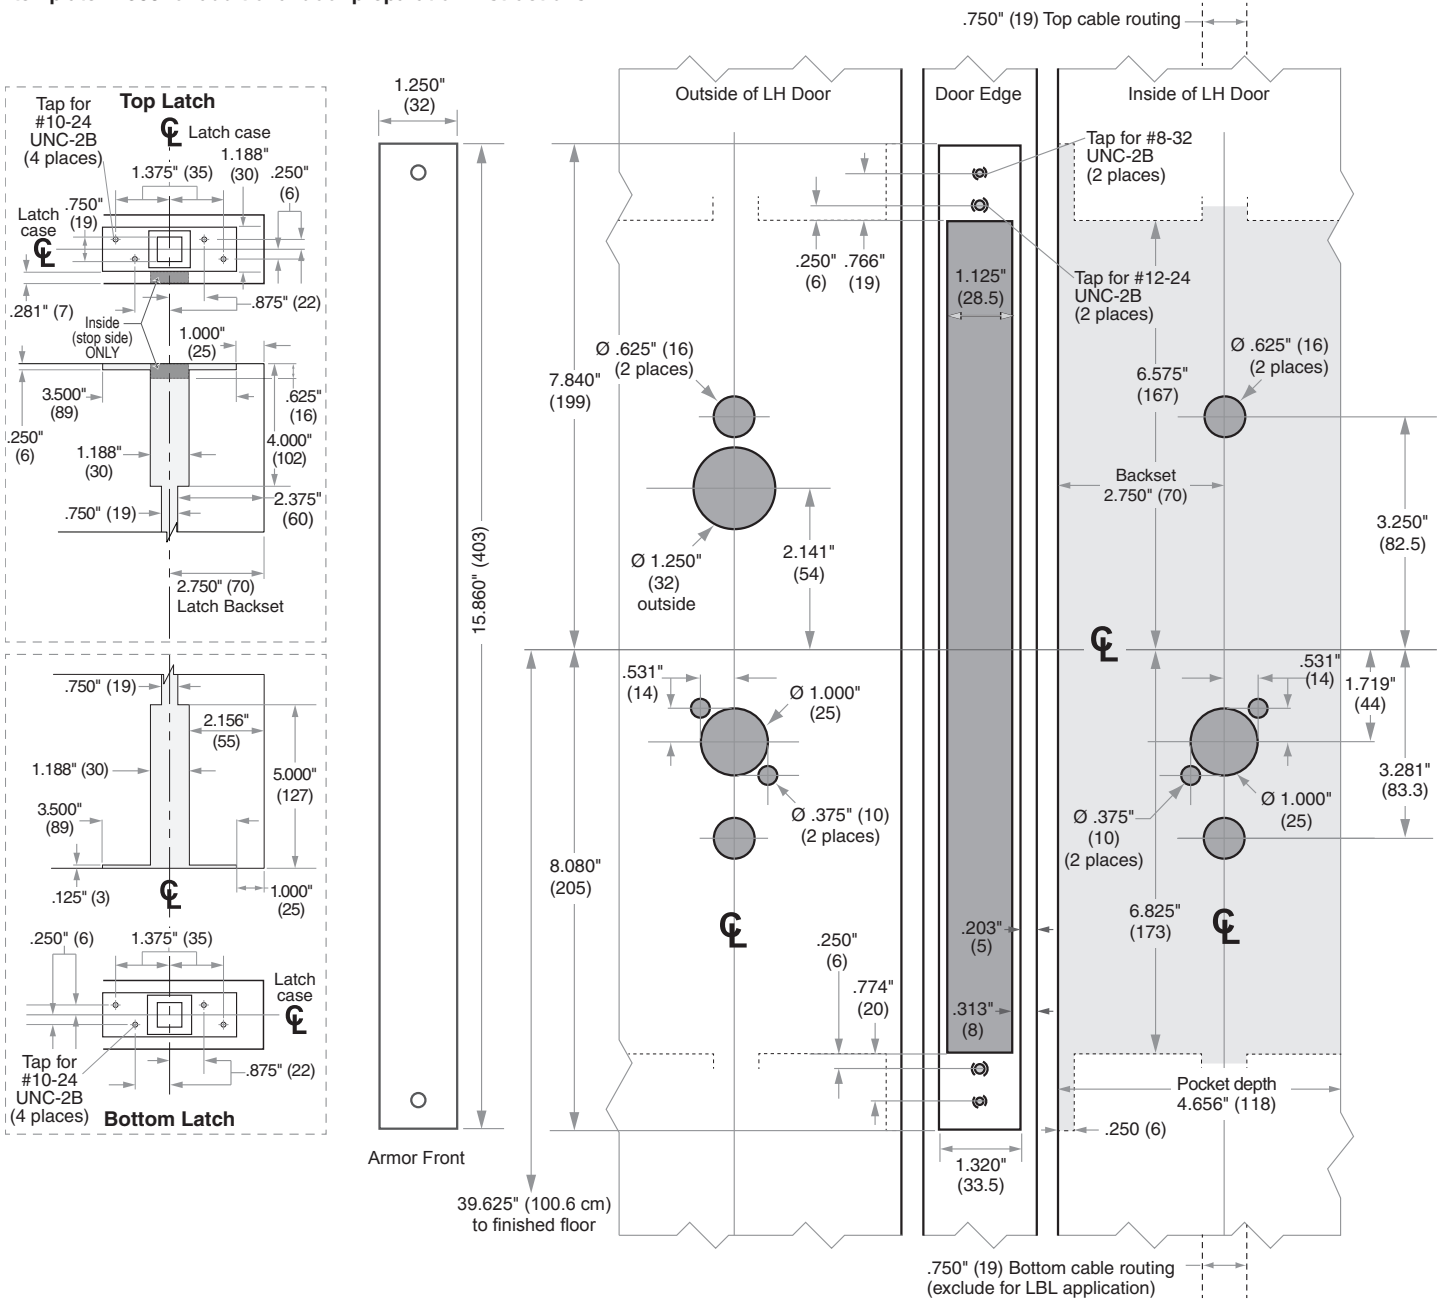 .750" (19) Top cable routing
Top Latch
Tap for
#10-24
UNC-2B
(4 places)
℄ Latch case
1.375" (35)
1.188"
(30)
.250"
(6)
.750"
(19)
Latch
case
℄
.281" (7)
.875" (22)
Inside
(stop side)
ONLY
1.000"
(25)
3.500"
(89)
.625"
(16)
.250"
(6)
1.188"
(30)
4.000"
(102)
2.375"
(60)
.750" (19)
2.750" (70)
Latch Backset
.750" (19)
2.156"
(55)
1.188" (30)
5.000"
(127)
3.500"
(89)
.125" (3)
℄
1.000"
(25)
.250" (6)
1.375" (35)
Latch
case
℄
Tap for
#10-24
UNC-2B
(4 places)
.875" (22)
Bottom Latch
1.250"
(32)
15.860" (403)
Armor Front
Outside of LH Door
7.840"
(199)
.250"
(6)
.766"
(19)
Ø .625" (16)
(2 places)
Ø 1.250"
(32)
outside
2.141"
(54)
.531"
(14)
Ø 1.000"
(25)
Ø .375" (10)
(2 places)
8.080"
(205)
℄
.250"
(6)
.774"
(20)
39.625" (100.6 cm)
to finished floor
Door Edge
Tap for #8-32
UNC-2B
(2 places)
Tap for #12-24
UNC-2B
(2 places)
1.125"
(28.5)
.203"
(5)
.313"
(8)
1.320"
(33.5)
Inside of LH Door
6.575"
(167)
Ø .625" (16)
(2 places)
Backset
2.750" (70)
3.250"
(82.5)
℄
.531"
(14)
1.719"
(44)
3.281"
(83.3)
Ø 1.000"
(25)
Ø .375"
(10)
(2 places)
6.825"
(173)
℄
Pocket depth
4.656" (118)
.250 (6)
.750" (19) Bottom cable routing
(exclude for LBL application)